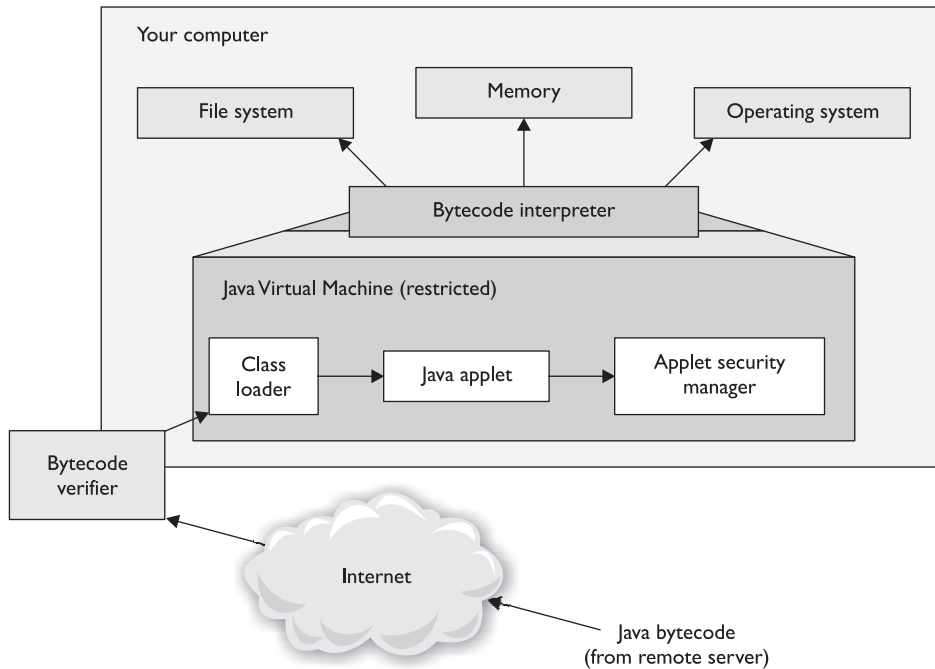 Your computer
File system
Memory
Operating system
Bytecode interpreter
Java Virtual Machine (restricted)
Class
loader
Java applet
Applet security
manager
Bytecode
verifier
Internet
Java bytecode
(from remote server)